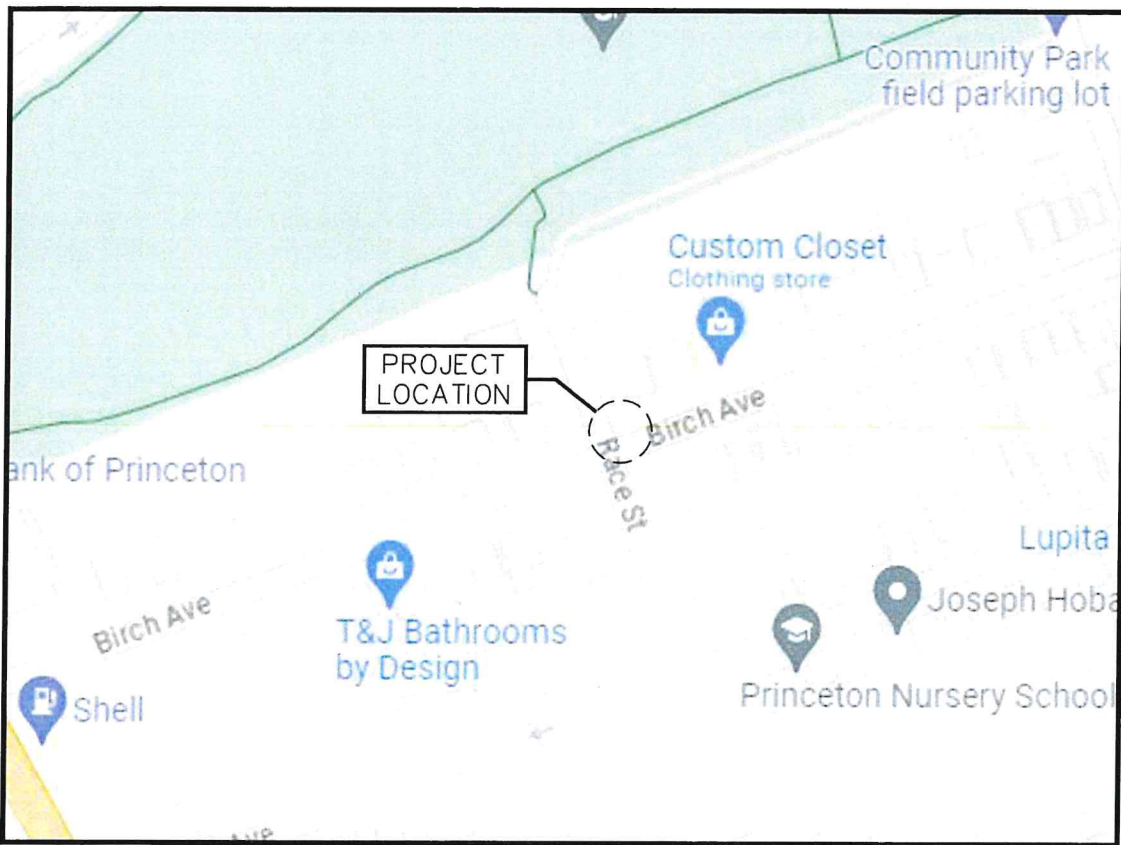 Community Park
field parking lot
Custom Closet
Clothing store
PROJECT
LOCATION
Birch Ave
Race St
ank of Princeton
Lupita
Joseph Hoba
Birch Ave
T&J Bathrooms
by Design
Princeton Nursery School
Shell
Ave